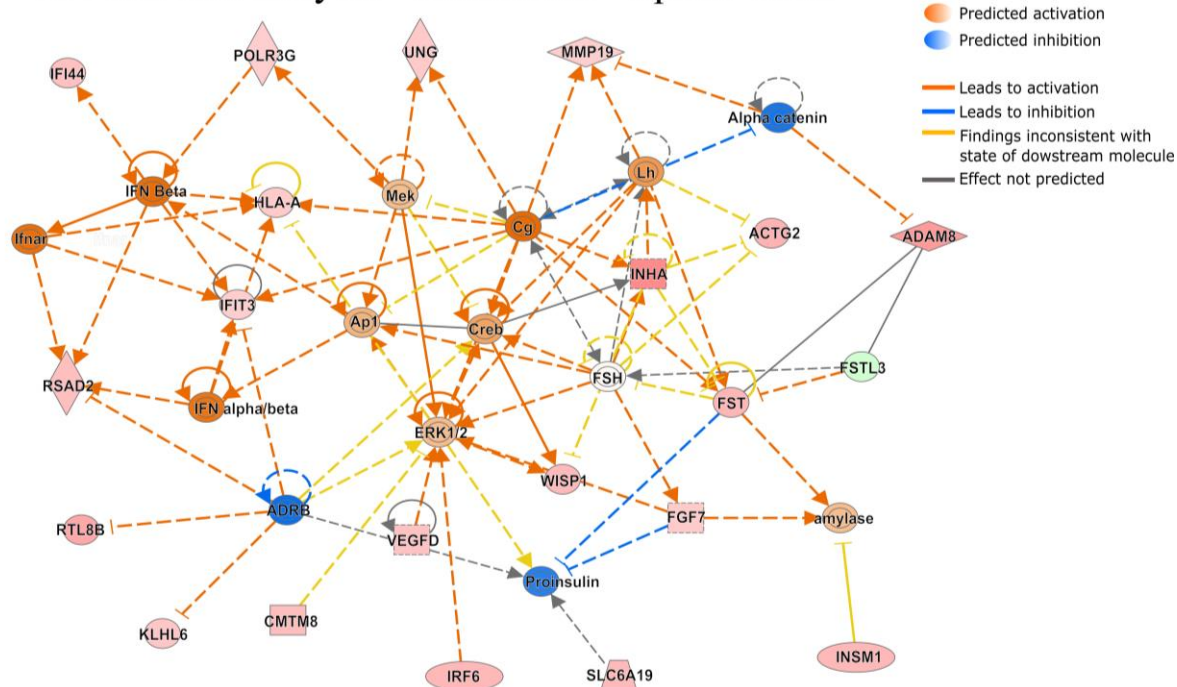 Predicted activation
Predicted inhibition
Leads to activation
Leads to inhibition
Findings inconsistent with
state of dowstream molecule
Effect not predicted
POLR3G
UNG
MMP19
IFI44
Alpha catenin
IFN Beta
HLA-A
Mek
Lh
Cg
Ifnar
ACTG2
ADAM8
INHA
IFIT3
Ap1
Creb
FSH
FSTL3
RSAD2
IFN alpha/beta
FST
ERK1/2
WISP1
ADRB
RTL8B
VEGFD
FGF7
amylase
Proinsulin
KLHL6
CMTM8
IRF6
SLC6A19
INSM1